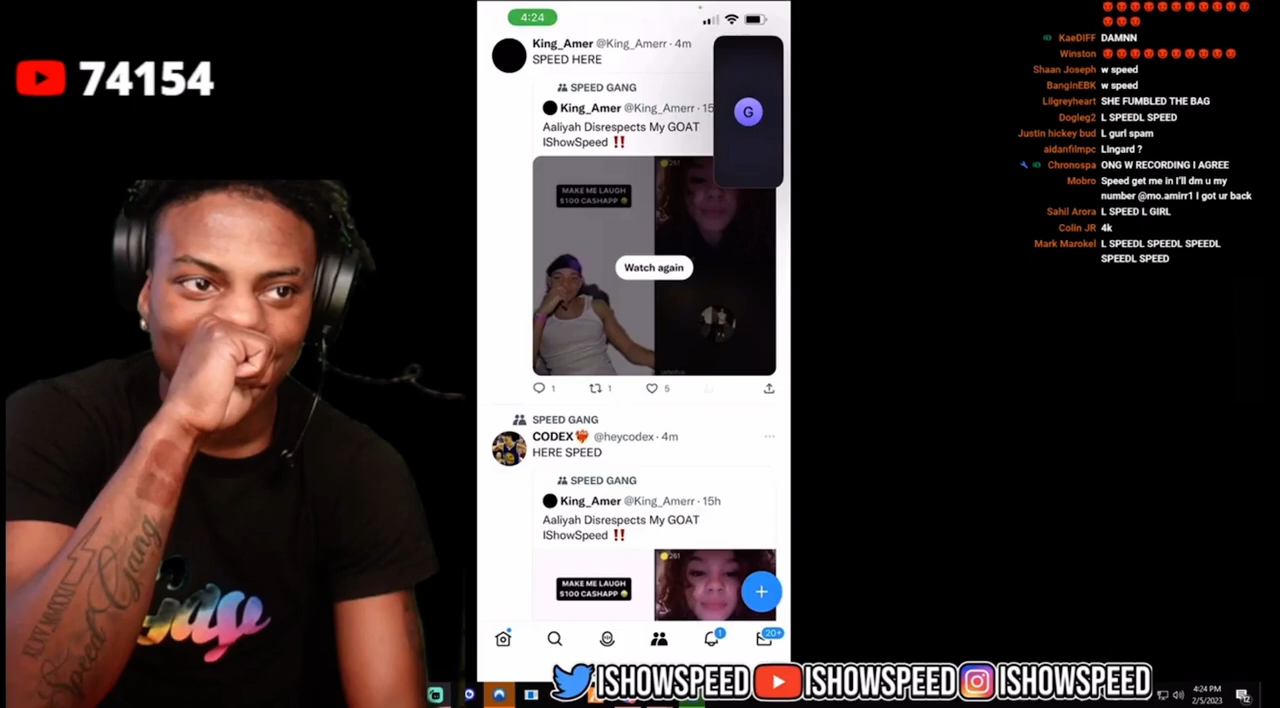 74154
4:24
King_Amer @King_Amerr · 4m
SPEED HERE
SPEED GANG
King_Amer @King_Amerr · 15
Aaliyah Disrespects My GOAT
IShowSpeed ‼️
G
261
MAKE ME LAUGH
$100 CASHAPP
Watch again
1
1
5
SPEED GANG
CODEX @heycodex · 4m
HERE SPEED
SPEED GANG
King_Amer @King_Amerr · 15h
Aaliyah Disrespects My GOAT
IShowSpeed ‼️
261
MAKE ME LAUGH
$100 CASHAPP
+
1
20+
KaeDIFF DAMNN
Winston
Shaan Joseph w speed
BanginEBK w speed
Lilgreyheart SHE FUMBLED THE BAG
Dogleg2 L SPEEDL SPEED
Justin hickey bud L gurl spam
aidanfilmpc Lingard ?
Chronospa ONG W RECORDING I AGREE
Mobro Speed get me in I'll dm u my
number @mo.amirr1 I got ur back
Sahil Arora L SPEED L GIRL
Colin JR 4k
Mark Marokel L SPEEDL SPEEDL SPEEDL
SPEEDL SPEED
Speed Gang
ISHOWSPEED ISHOWSPEED ISHOWSPEED
4:24 PM
2/5/2023